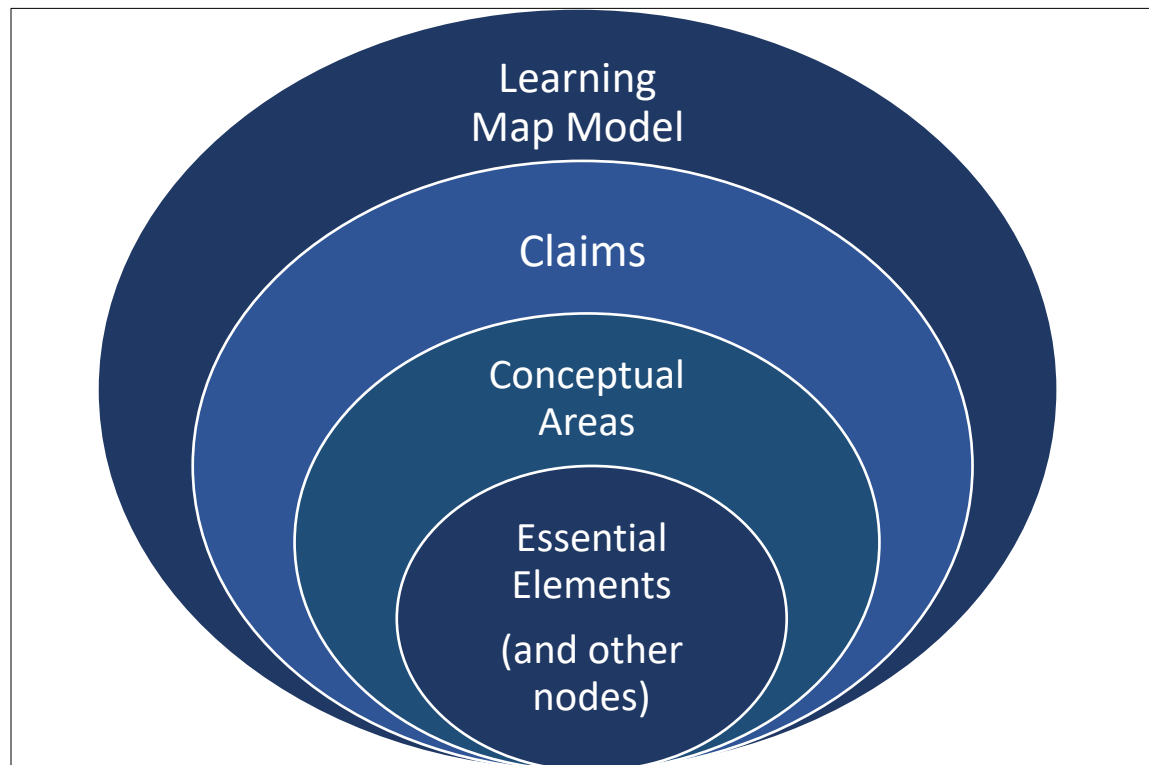 Learning
Map Model
Claims
Conceptual
Areas
Essential
Elements
(and other
nodes)